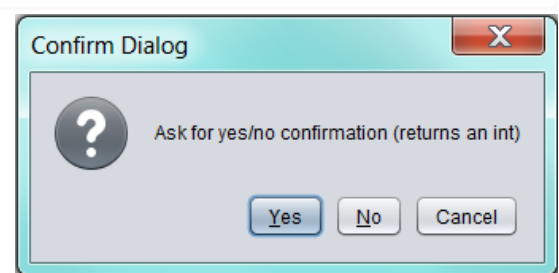 Confirm Dialog
X
?
Ask for yes/no confirmation (returns an int)
Yes No Cancel